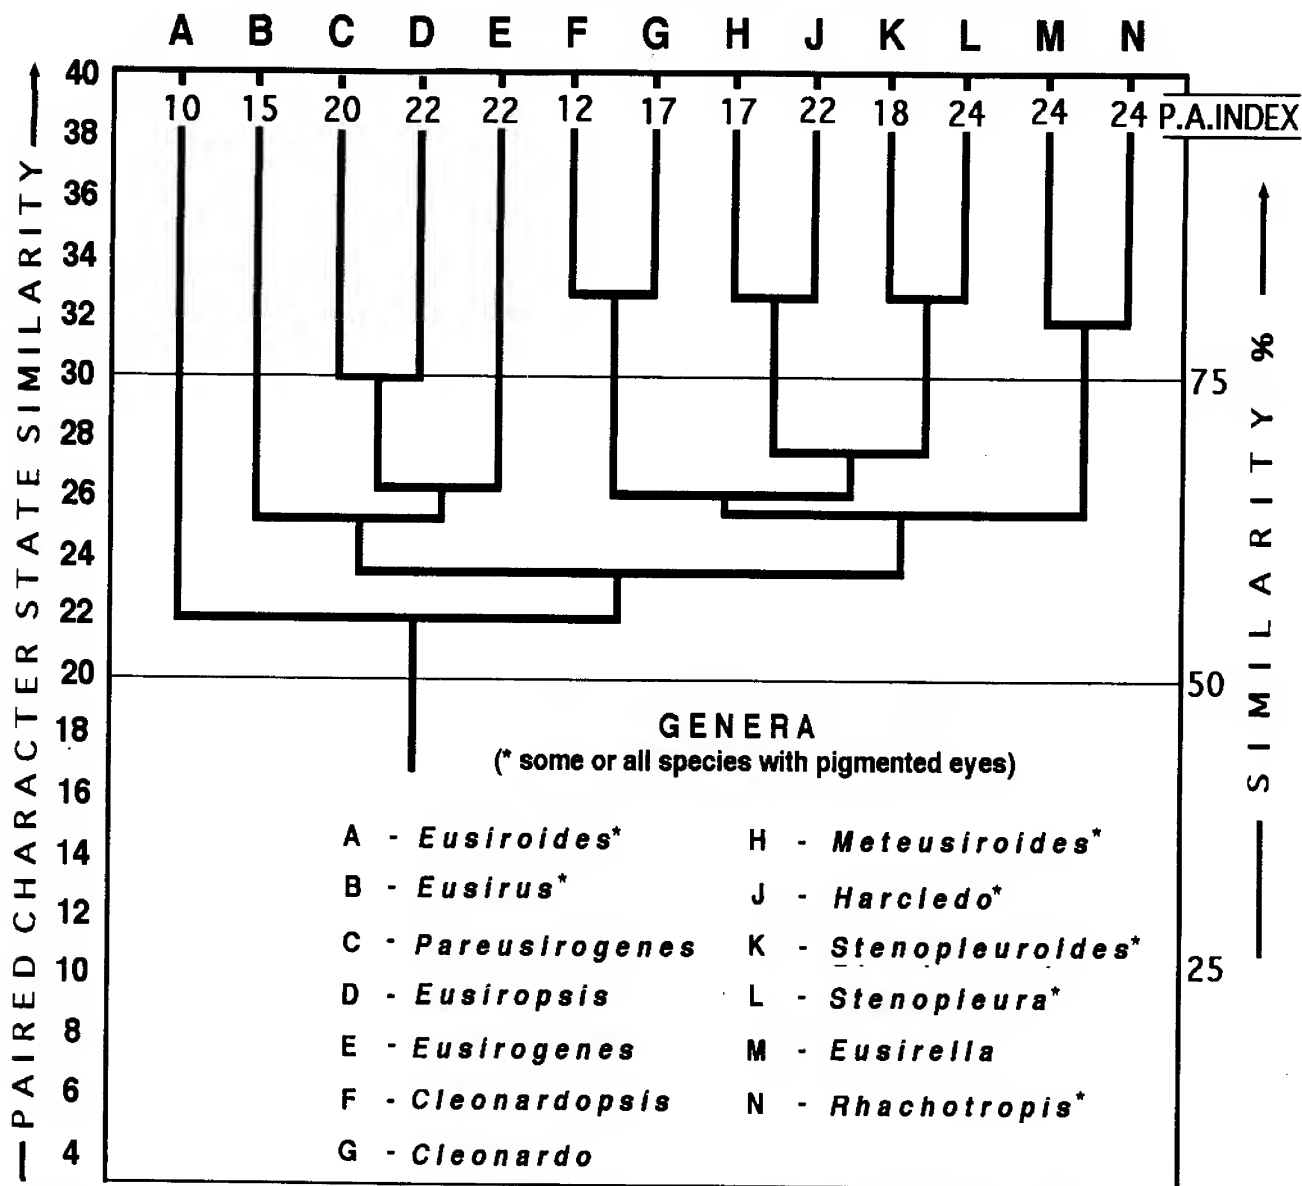 A B C D E F G H J K L M N
40
10 15 20 22 22 12 17 17 22 18 24 24 24 P.A.INDEX
38
36
34
32
30
75
28
26
24
22
20
50
18
16
14
12
10
25
8
6
4
PAIRED CHARACTER STATE SIMILARITY
SIMILARITY %
GENERA
(* some or all species with pigmented eyes)
A - Eusiroides*
B - Eusirus*
C - Pareusirogenes
D - Eusiropsis
E - Eusirogenes
F - Cleonardopsis
G - Cleonardo
H - Meteusiroides*
J - Harcledo*
K - Stenopleuroides*
L - Stenopleura*
M - Eusirella
N - Rhachotropis*